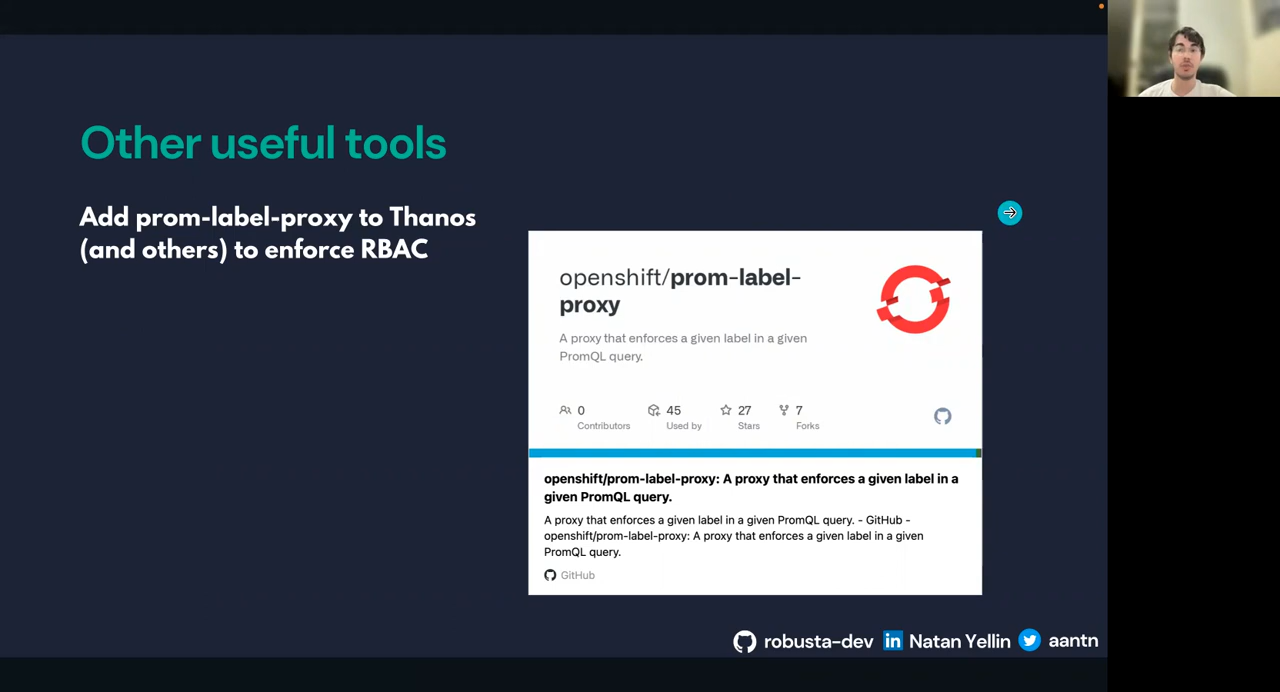 Other useful tools
Add prom-label-proxy to Thanos
(and others) to enforce RBAC
openshift/prom-label-
proxy
A proxy that enforces a given label in a given
PromQL query.
0
Contributors
45
Used by
27
Stars
7
Forks
openshift/prom-label-proxy: A proxy that enforces a given label in a
given PromQL query.
A proxy that enforces a given label in a given PromQL query. - GitHub -
openshift/prom-label-proxy: A proxy that enforces a given label in a given
PromQL query.
GitHub
robusta-dev in Natan Yellin aantn